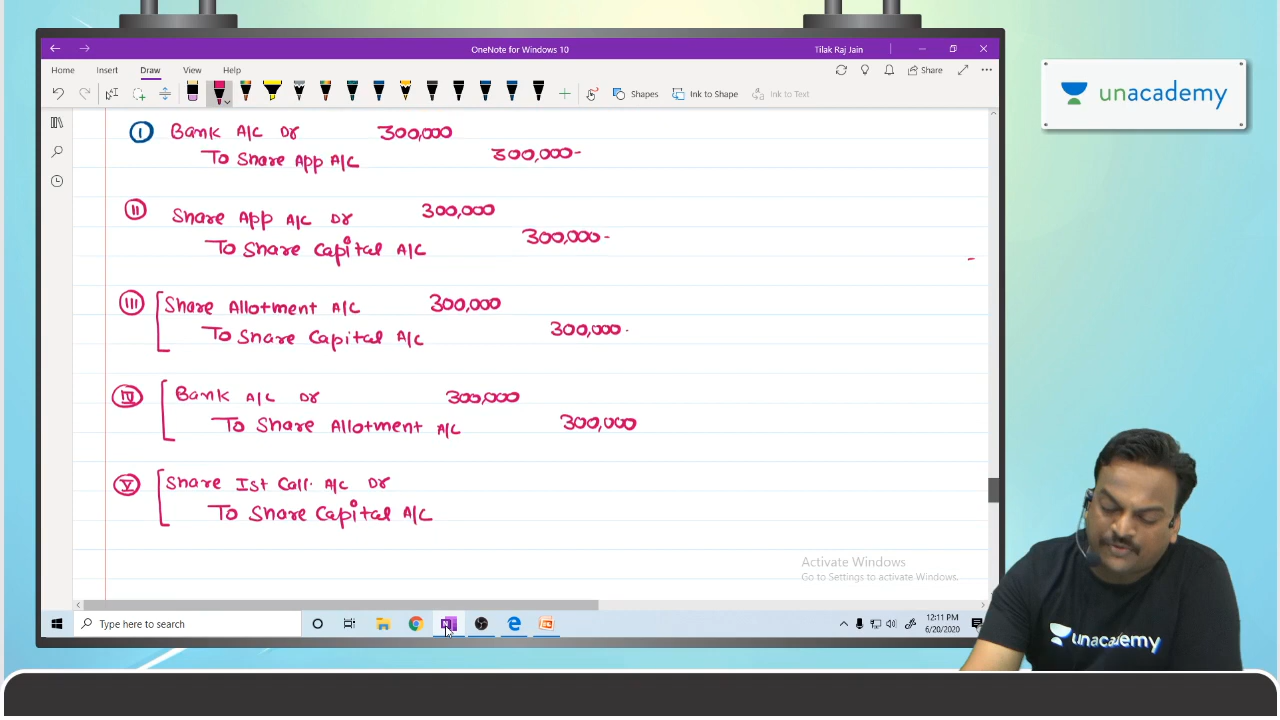 OneNote for Windows 10
Tilak Raj Jain
Home Insert Draw View Help
Share
Shapes Ink to Shape Ink to Text
unacademy
I Bank A/C Dr 300,000
To Share App A/C 300,000-
II Share App A/C Dr 300,000
To Share Capital A/C 300,000-
III Share Allotment A/C 300,000
To Share Capital A/C 300,000-
IV Bank A/C Dr 300,000
To Share Allotment A/C 300,000
V Share Ist Call. A/C Dr
To Share Capital A/C
Activate Windows
Go to Settings to activate Windows.
Type here to search
12:11 PM
6/20/2020
unacademy